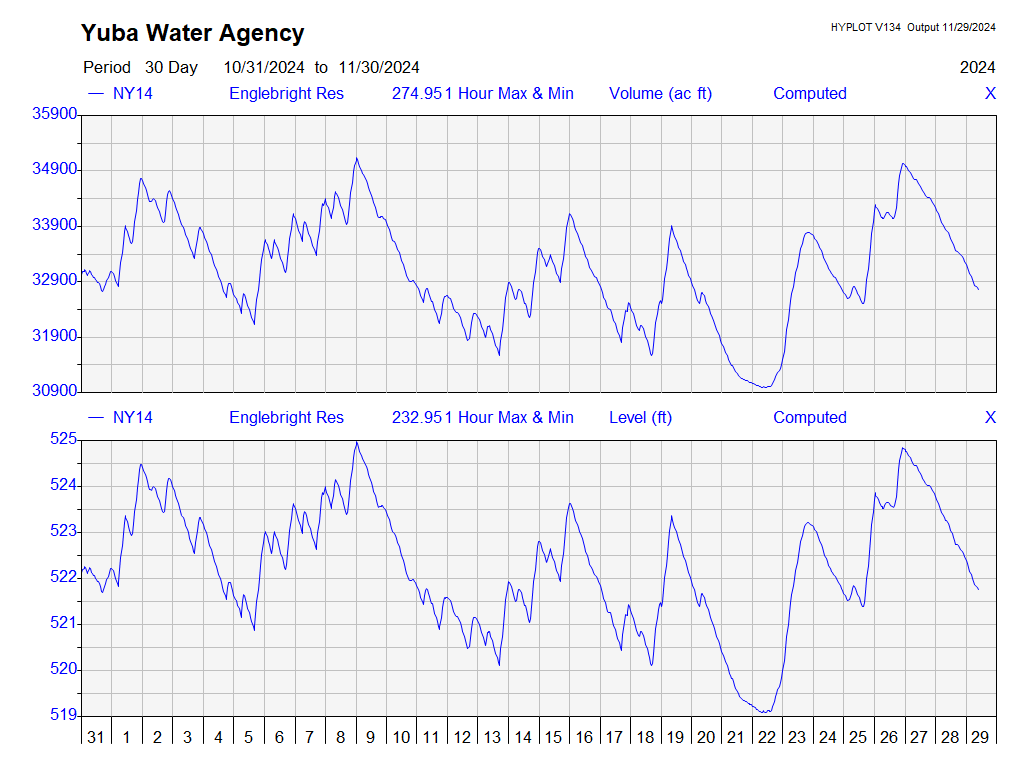 Yuba Water Agency
HYPLOT V134 Output 11/29/2024
Period 30 Day 10/31/2024 to 11/30/2024 2024
NY14 Englebright Res 274.951 Hour Max & Min Volume (ac ft) Computed X
35900
34900
33900
32900
31900
30900
NY14 Englebright Res 232.951 Hour Max & Min Level (ft) Computed X
525
524
523
522
521
520
519
31 1 2 3 4 5 6 7 8 9 10 11 12 13 14 15 16 17 18 19 20 21 22 23 24 25 26 27 28 29